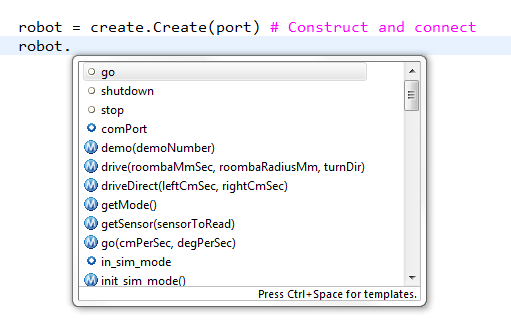 robot = create.Create(port) # Construct and connect
robot.
go
shutdown
stop
comPort
demo(demoNumber)
drive(roombaMmSec, roombaRadiusMm, turnDir)
driveDirect(leftCmSec, rightCmSec)
getMode()
getSensor(sensorToRead)
go(cmPerSec, degPerSec)
in_sim_mode
init_sim_mode()
Press Ctrl+Space for templates.